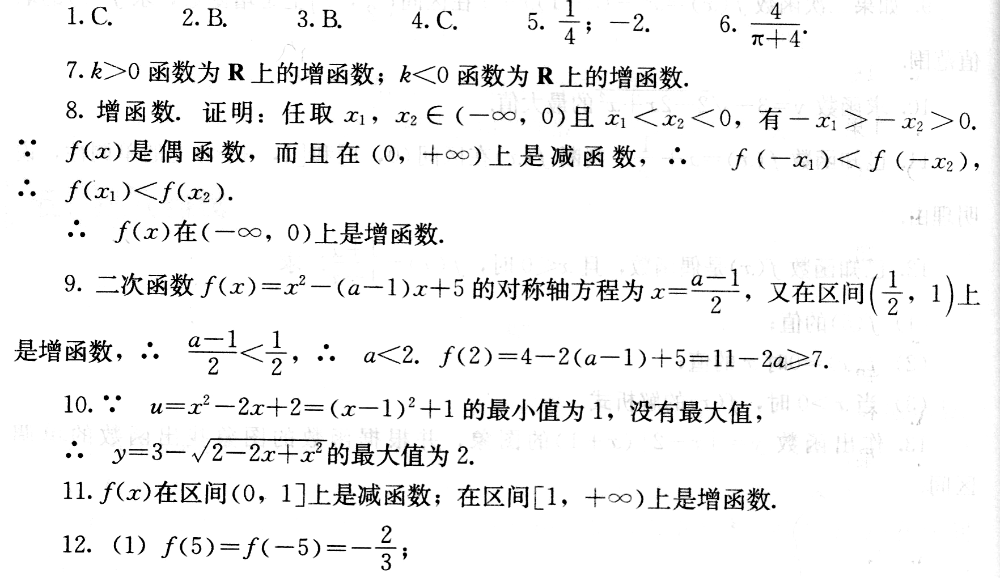 1. C. 2. B. 3. B. 4. C. 5. 1/4；－2. 6. 4/(π＋4).
7. k＞0 函数为 R 上的增函数；k＜0 函数为 R 上的增函数.
8. 增函数. 证明：任取 x₁，x₂∈(－∞，0)且 x₁＜x₂＜0，有－x₁＞－x₂＞0.
∵ f(x)是偶函数，而且在(0，＋∞)上是减函数，∴ f(－x₁)＜f(－x₂)，
∴ f(x₁)＜f(x₂).
∴ f(x)在(－∞，0)上是增函数.
9. 二次函数 f(x)＝x²－(a－1)x＋5 的对称轴方程为 x＝(a－1)/2，又在区间(1/2，1)上
是增函数，∴ (a－1)/2＜1/2，∴ a＜2. f(2)＝4－2(a－1)＋5＝11－2a⩾7.
10. ∵ u＝x²－2x＋2＝(x－1)²＋1 的最小值为 1，没有最大值，
∴ y＝3－√(2－2x＋x²)的最大值为 2.
11. f(x)在区间(0，1]上是减函数；在区间[1，＋∞)上是增函数.
12. (1) f(5)＝f(－5)＝－2/3；